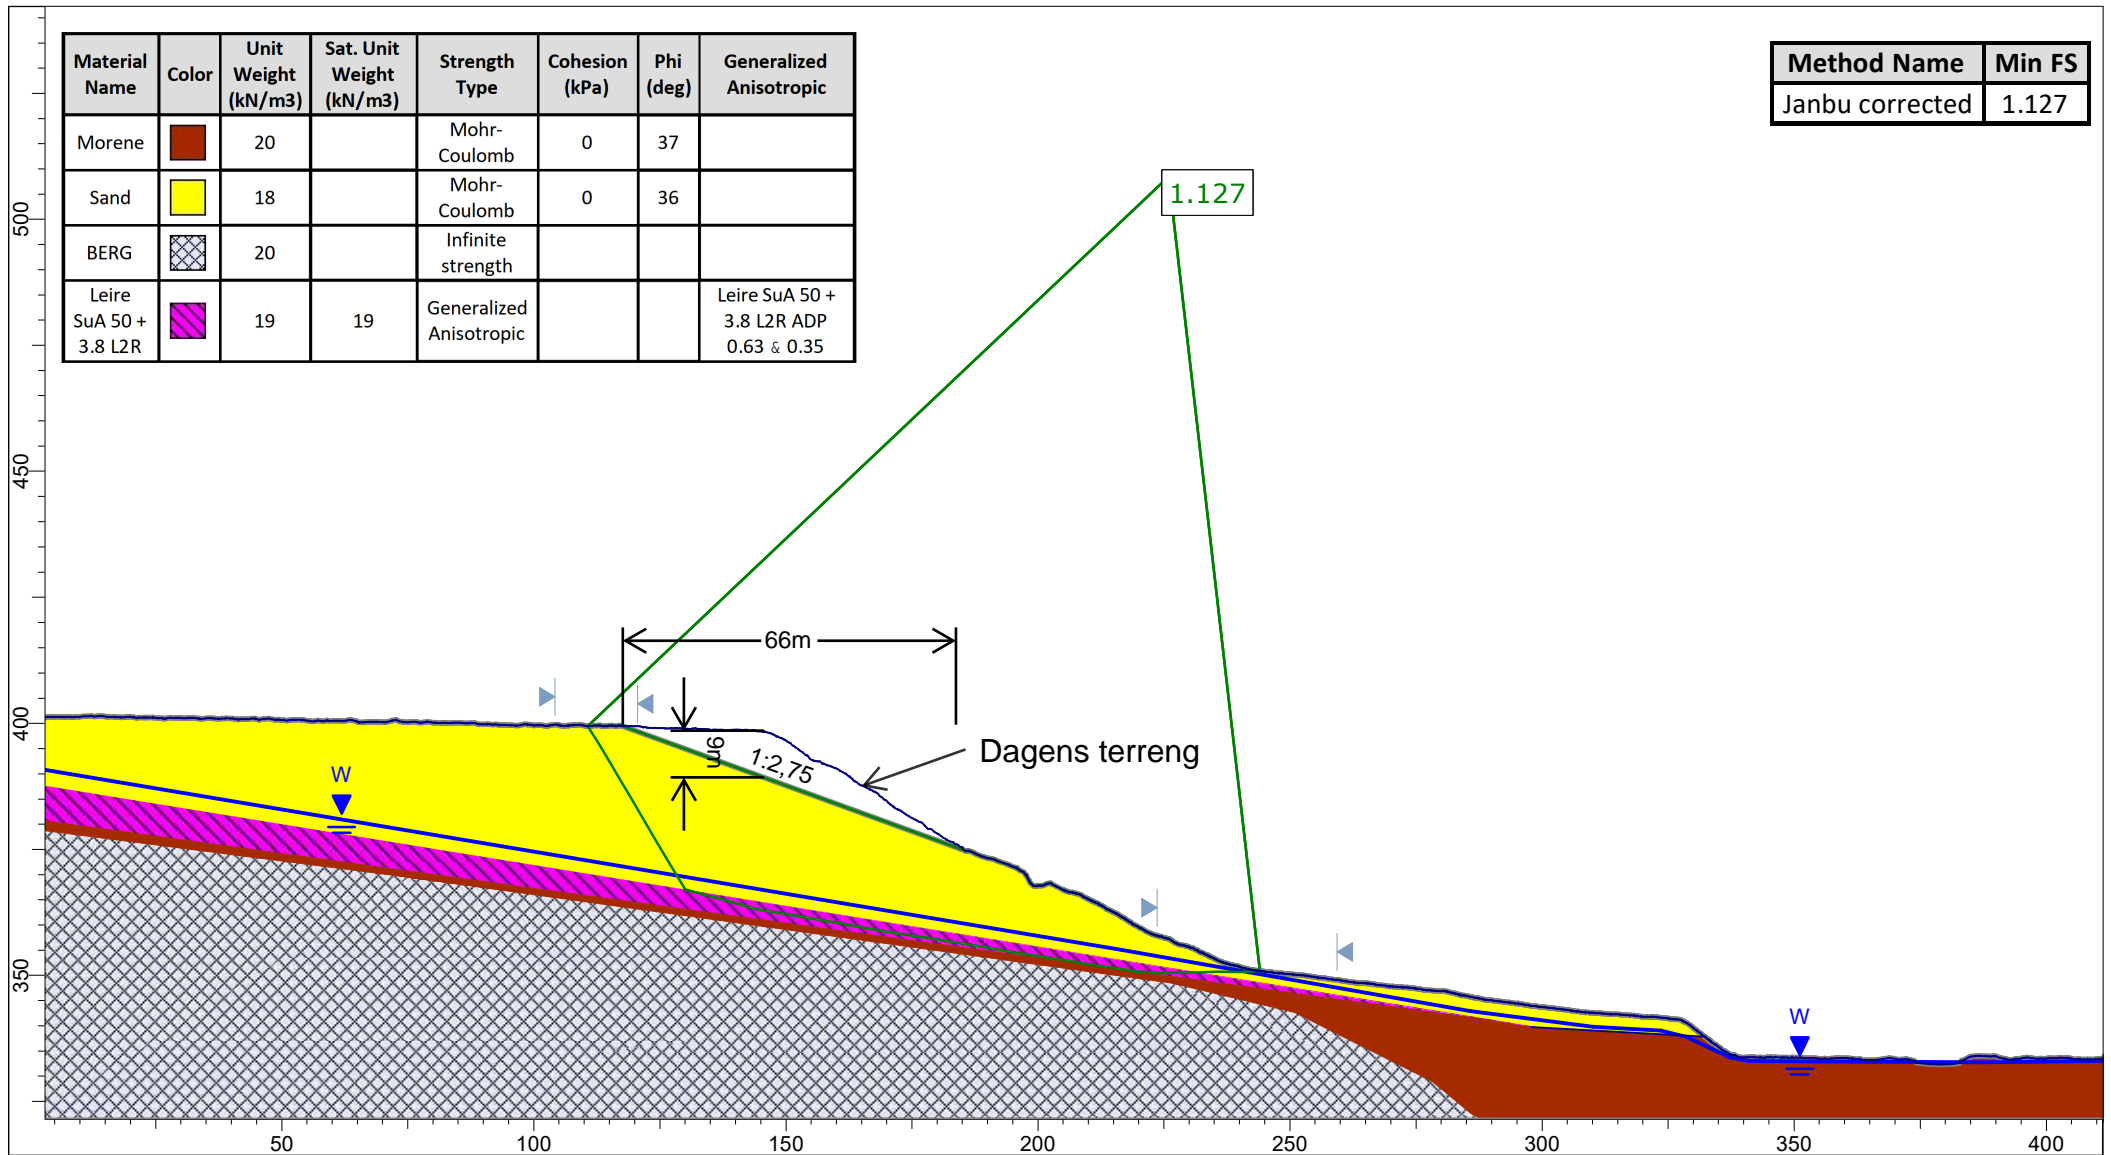 Material Name Color Unit Weight (kN/m3) Sat. Unit Weight (kN/m3) Strength Type Cohesion (kPa) Phi (deg) Generalized Anisotropic
Morene 20 Mohr-Coulomb 0 37
Sand 18 Mohr-Coulomb 0 36
BERG 20 Infinite strength
Leire SuA 50 + 3.8 L2R 19 19 Generalized Anisotropic Leire SuA 50 + 3.8 L2R ADP 0.63 & 0.35
Method Name Min FS
Janbu corrected 1.127
1.127
66m
9m
1:2,75
Dagens terreng
W
W
500
450
400
350
50 100 150 200 250 300 350 400